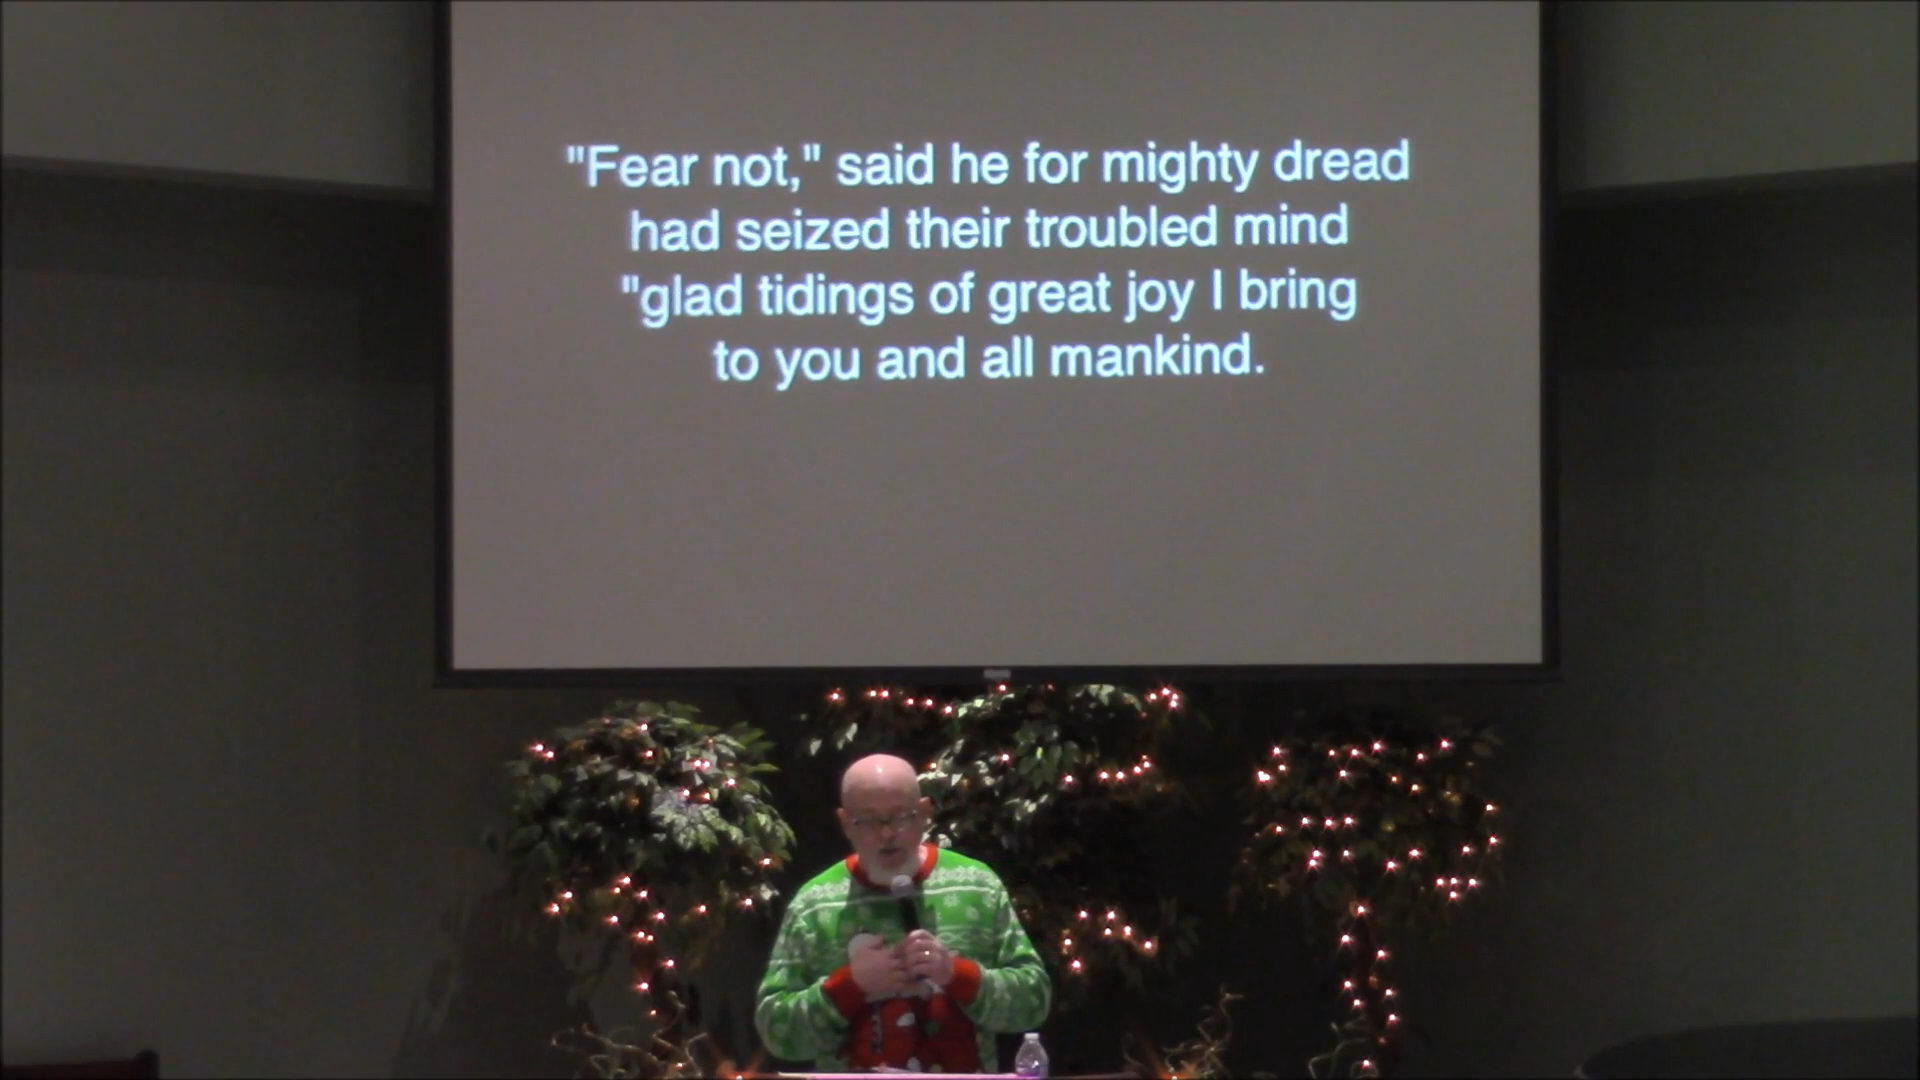 "Fear not," said he for mighty dread
had seized their troubled mind
"glad tidings of great joy I bring
to you and all mankind.